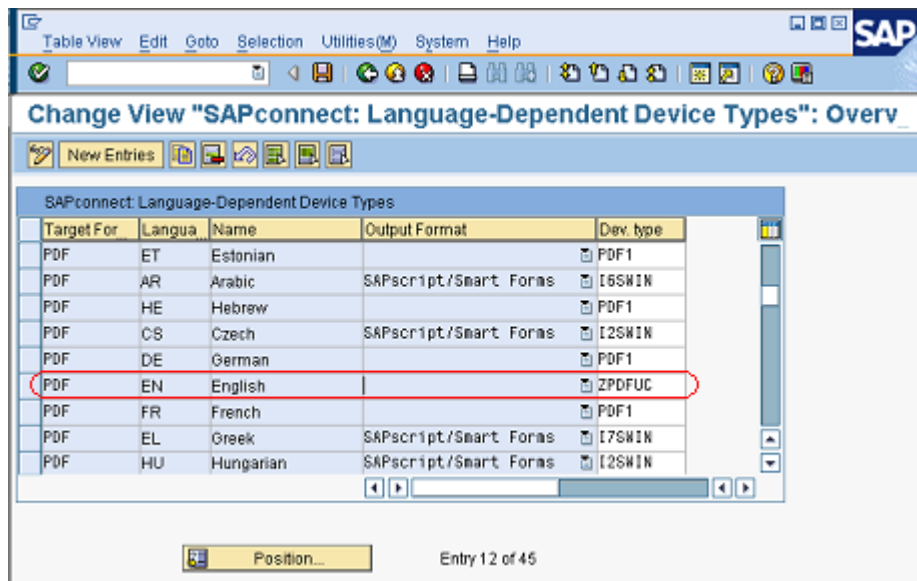 Table View Edit Goto Selection Utilities(M) System Help
SAP
Change View "SAPconnect: Language-Dependent Device Types": Overv
New Entries
SAPconnect: Language-Dependent Device Types
Target For... Langua... Name Output Format Dev. type
PDF ET Estonian PDF1
PDF AR Arabic SAPscript/Smart Forms I6SWIN
PDF HE Hebrew PDF1
PDF CS Czech SAPscript/Smart Forms I2SWIN
PDF DE German PDF1
PDF EN English ZPDFUC
PDF FR French PDF1
PDF EL Greek SAPscript/Smart Forms I7SWIN
PDF HU Hungarian SAPscript/Smart Forms I2SWIN
Position... Entry 12 of 45